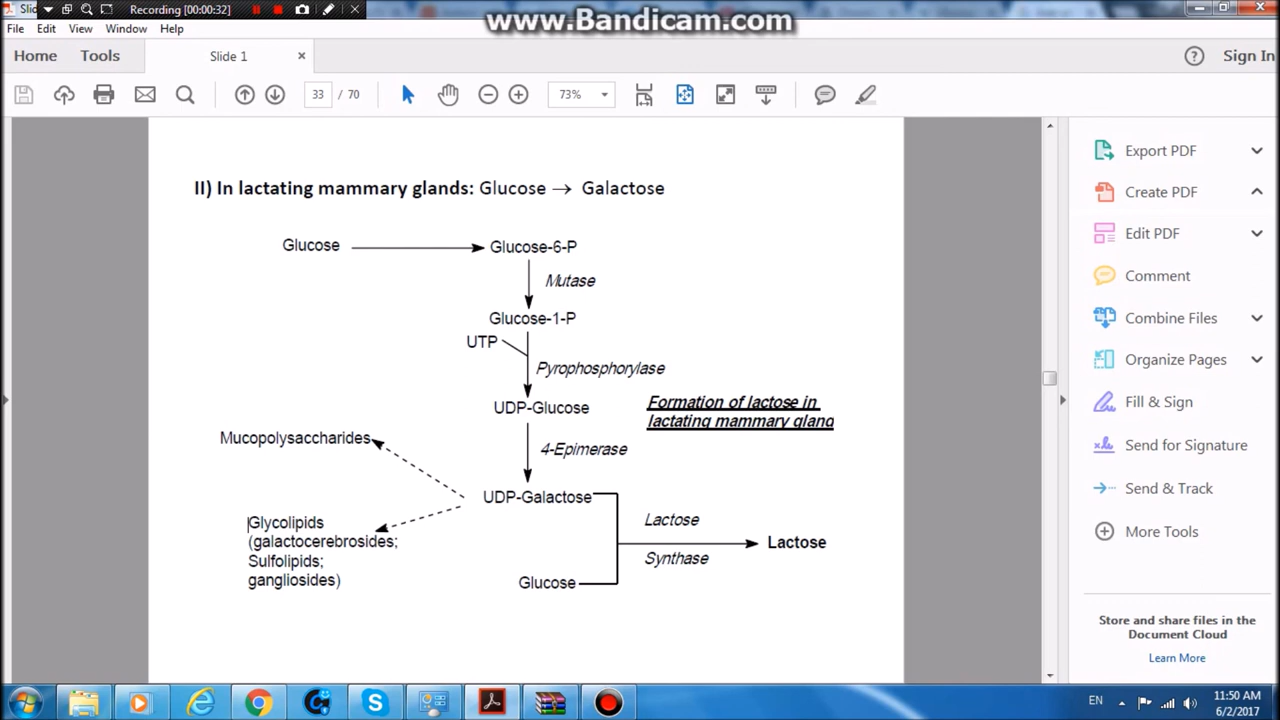 Slid
Recording [00:00:32]
www.Bandicam.com
File Edit View Window Help
Home Tools Slide 1 × Sign In
33 / 70 73%
II) In lactating mammary glands: Glucose → Galactose
Glucose Glucose-6-P
Mutase
Glucose-1-P
UTP
Pyrophosphorylase
UDP-Glucose
Formation of lactose in
lactating mammary gland
4-Epimerase
Mucopolysaccharides
UDP-Galactose
Glycolipids
(galactocerebrosides;
Sulfolipids;
gangliosides)
Lactose
Synthase
Lactose
Glucose
Export PDF
Create PDF
Edit PDF
Comment
Combine Files
Organize Pages
Fill & Sign
Send for Signature
Send & Track
More Tools
Store and share files in the
Document Cloud
Learn More
EN
11:50 AM
6/2/2017